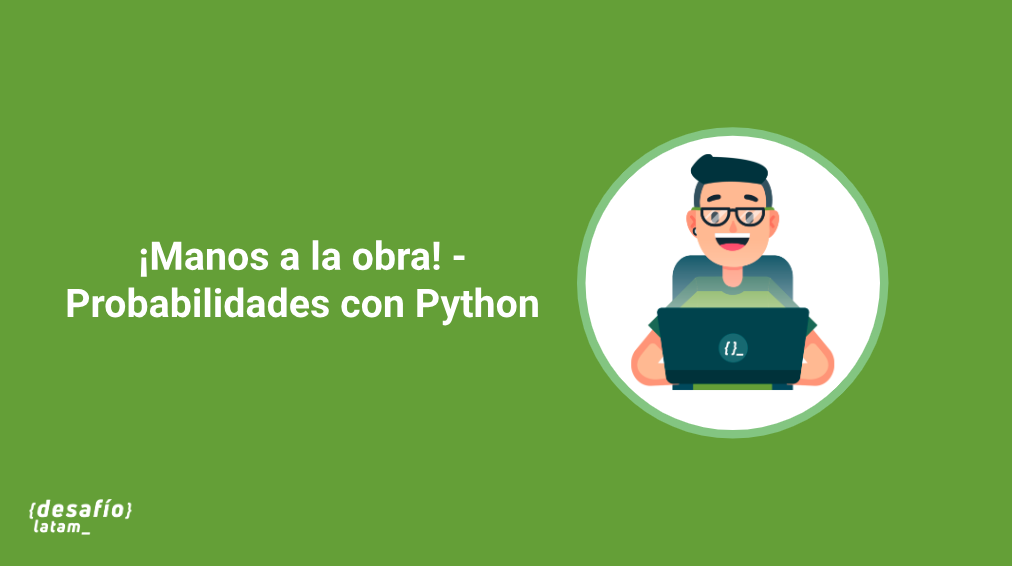 ¡Manos a la obra! -
Probabilidades con Python
{}_
{desafío}
latam_